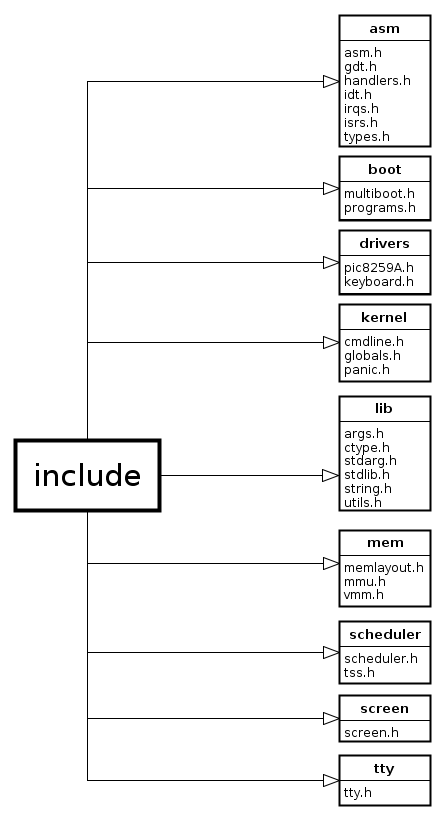 asm
asm.h
gdt.h
handlers.h
idt.h
irqs.h
isrs.h
types.h
boot
multiboot.h
programs.h
drivers
pic8259A.h
keyboard.h
kernel
cmdline.h
globals.h
panic.h
lib
args.h
ctype.h
stdarg.h
stdlib.h
string.h
utils.h
include
mem
memlayout.h
mmu.h
vmm.h
scheduler
scheduler.h
tss.h
screen
screen.h
tty
tty.h